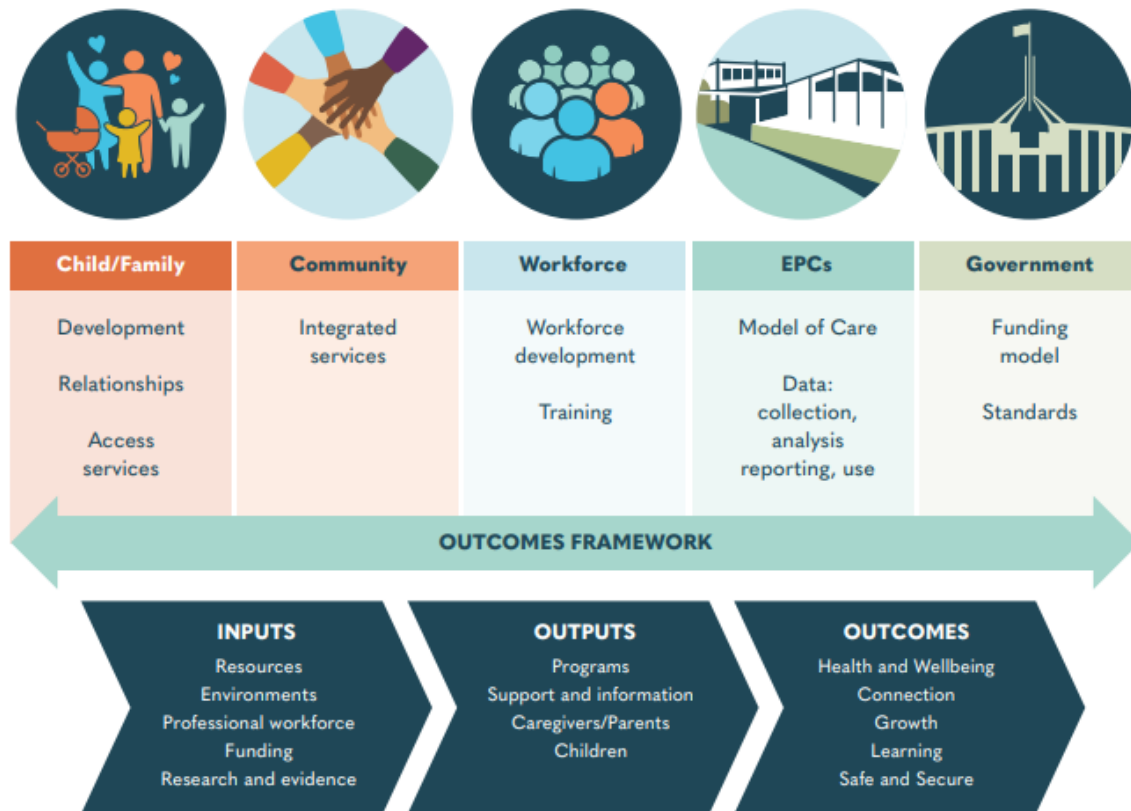 Child/Family
Community
Workforce
EPCs
Government
Development
Relationships
Access
services
Integrated
services
Workforce
development
Training
Model of Care
Data:
collection,
analysis
reporting, use
Funding
model
Standards
OUTCOMES FRAMEWORK
INPUTS
Resources
Environments
Professional workforce
Funding
Research and evidence
OUTPUTS
Programs
Support and information
Caregivers/Parents
Children
OUTCOMES
Health and Wellbeing
Connection
Growth
Learning
Safe and Secure